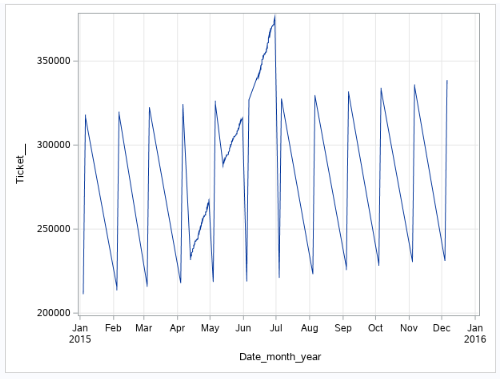 350000
300000
250000
200000
Ticket__
Jan Feb Mar Apr May Jun Jul Aug Sep Oct Nov Dec Jan
2015 2016
Date_month_year